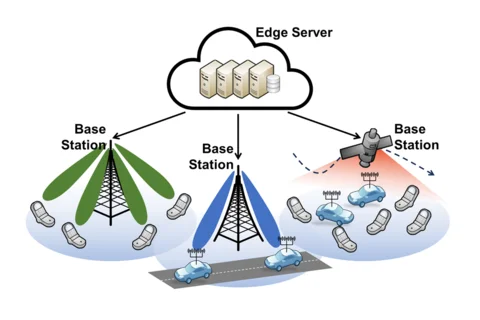 Edge Server
Base
Station
Base
Station
Base
Station